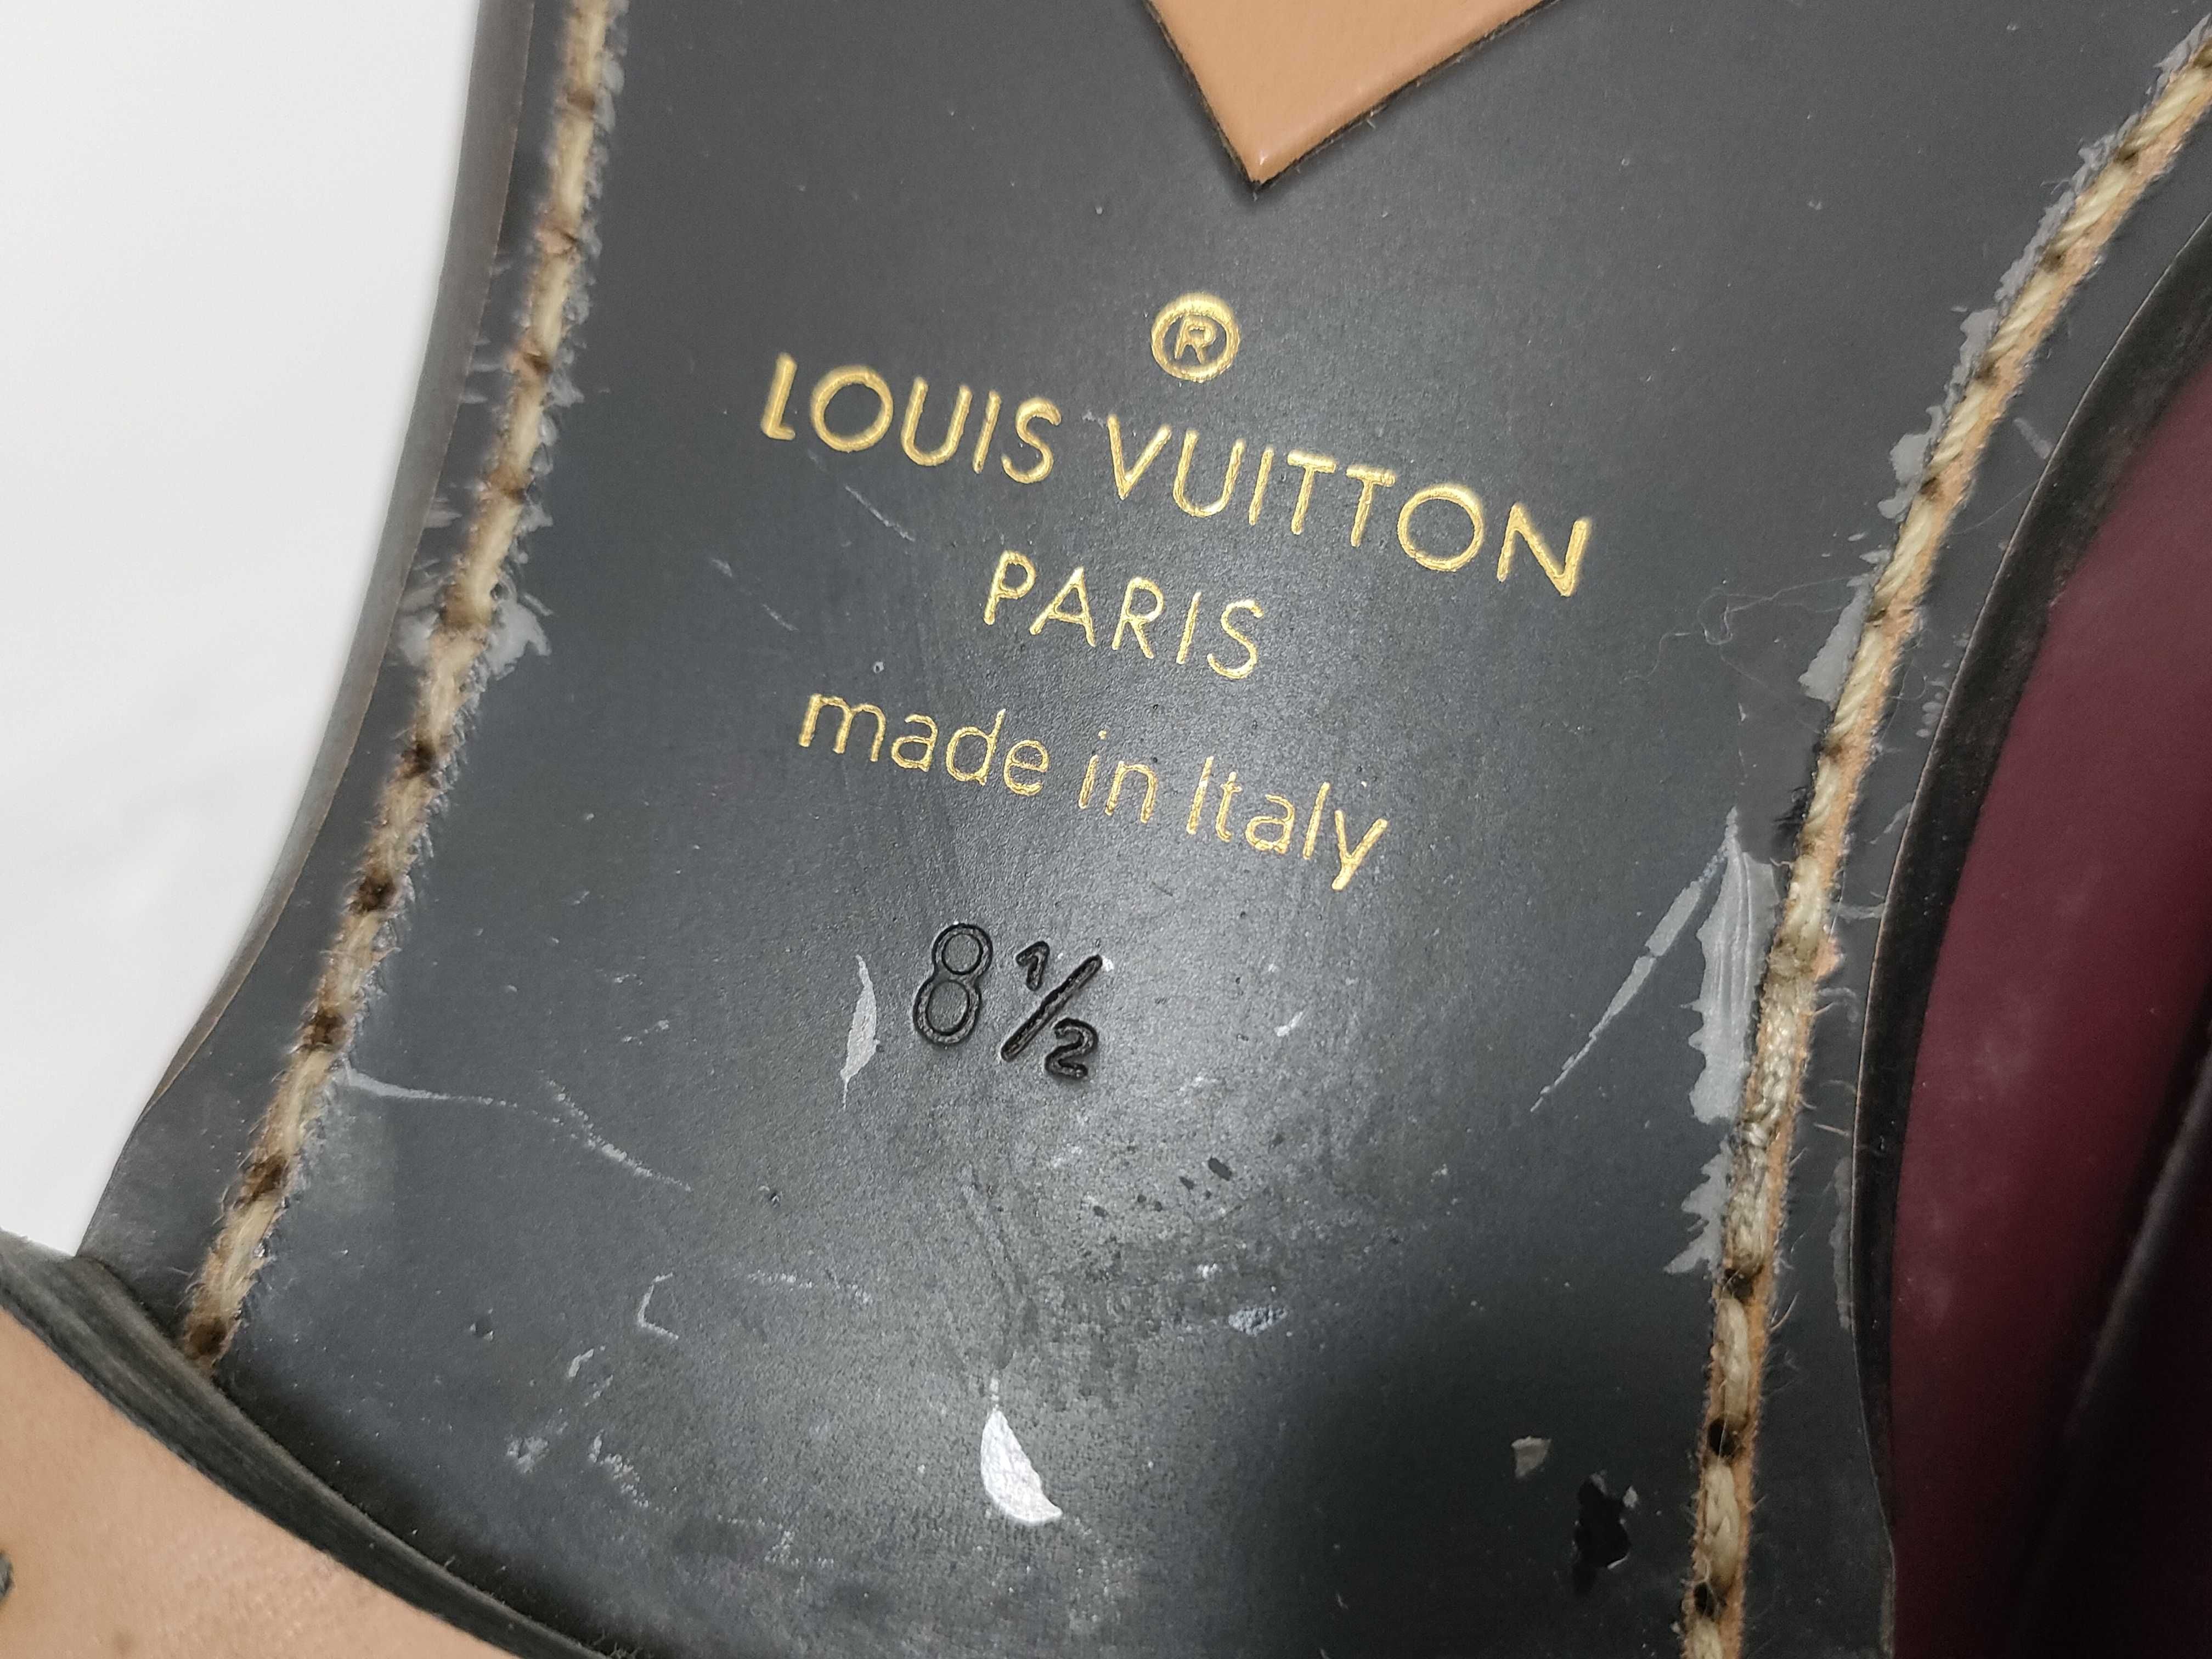 ®
LOUIS VUITTON
PARIS
made in Italy
8½